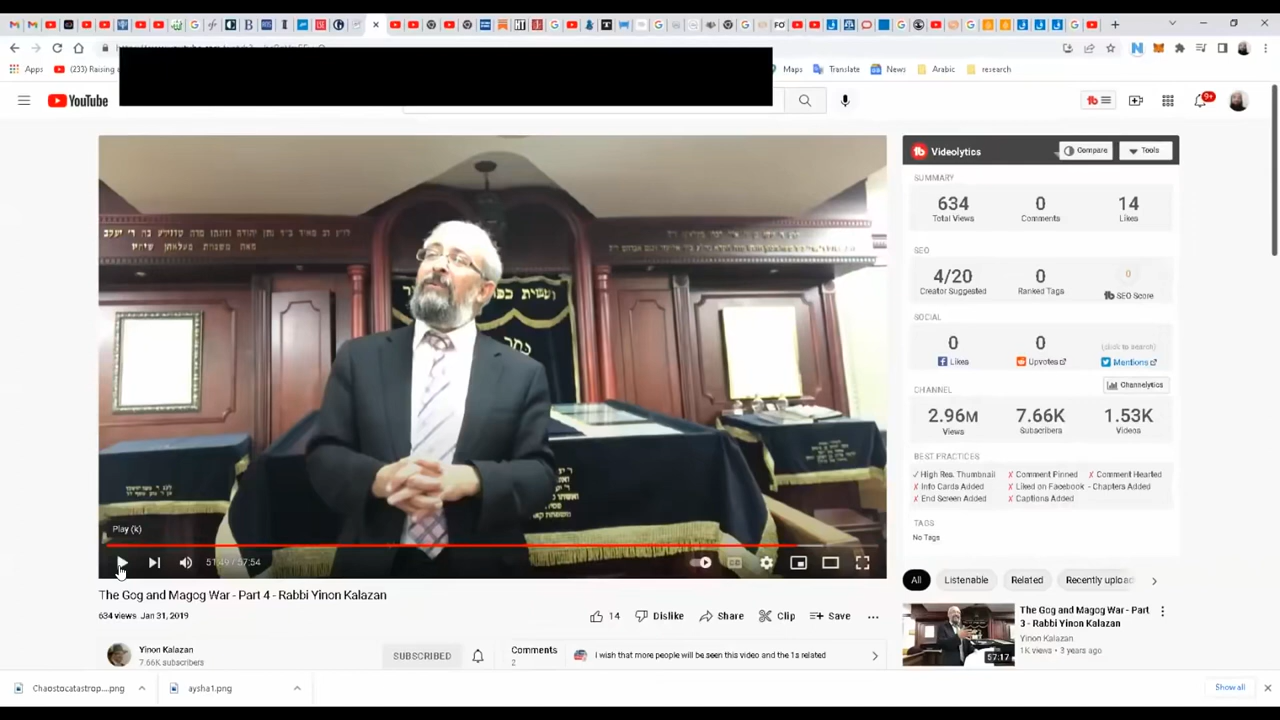 (233) Raising a
Apps
Maps
Translate
News
Arabic
research
YouTube
9+
Videolytics
Compare
Tools
SUMMARY
634
0
14
Total Views
Comments
Likes
SEO
4/20
0
0
Creator Suggested
Ranked Tags
SEO Score
SOCIAL
0
0
(click to search)
Likes
Upvotes
Mentions
CHANNEL
Channelytics
2.96M
7.66K
1.53K
Views
Subscribers
Videos
BEST PRACTICES
✓ High Res. Thumbnail
✗ Comment Pinned
✗ Comment Hearted
✗ Info Cards Added
✗ Liked on Facebook
- Chapters Added
✗ End Screen Added
✗ Captions Added
TAGS
No Tags
Play (k)
51:49 / 57:54
The Gog and Magog War - Part 4 - Rabbi Yinon Kalazan
634 views Jan 31, 2019
14
Dislike
Share
Clip
Save
Yinon Kalazan
7.66K subscribers
SUBSCRIBED
Comments
2
i wish that more people will be seen this video and the 1s related
All
Listenable
Related
Recently upload
The Gog and Magog War - Part
3 - Rabbi Yinon Kalazan
Yinon Kalazan
1K views • 3 years ago
57:17
Chaostocatastrop....png
aysha1.png
Show all